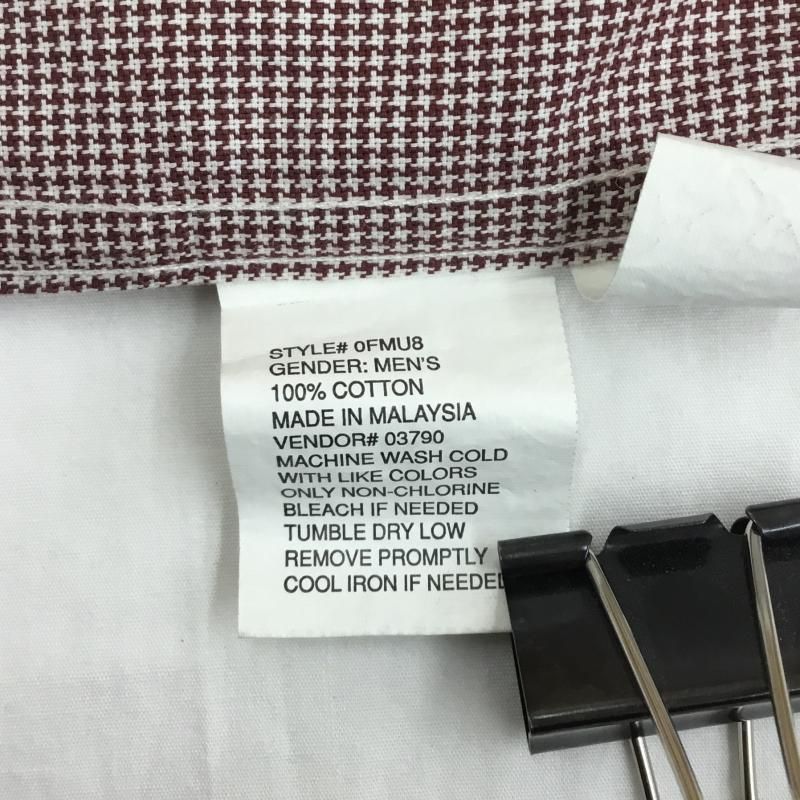 STYLE# 0FMU8
GENDER: MEN'S
100% COTTON
MADE IN MALAYSIA
VENDOR# 03790
MACHINE WASH COLD
WITH LIKE COLORS
ONLY NON-CHLORINE
BLEACH IF NEEDED
TUMBLE DRY LOW
REMOVE PROMPTLY
COOL IRON IF NEEDED